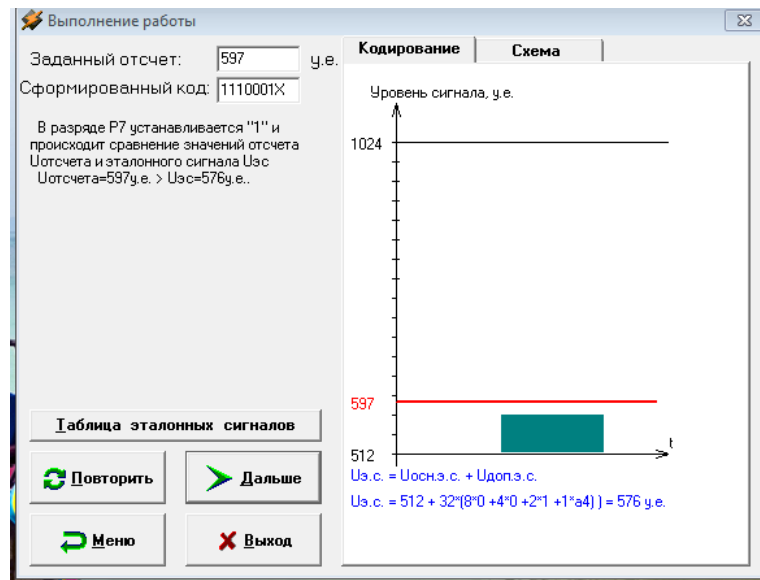 Выполнение работы
Заданный отсчет: 597 у.е.
Сформированный код: 1110001X
В разряде P7 устанавливается "1" и
происходит сравнение значений отсчета
Uотсчета и эталонного сигнала Uэс
Uотсчета=597у.е. > Uэс=576у.е..
Таблица эталонных сигналов
Повторить
Дальше
Меню
Выход
Кодирование
Схема
Уровень сигнала, у.е.
1024
597
512
t
Uэ.с. = Uосн.э.с. + Uдоп.э.с.
Uэ.с. = 512 + 32*(8*0 +4*0 +2*1 +1*a4) ) = 576 у.е.